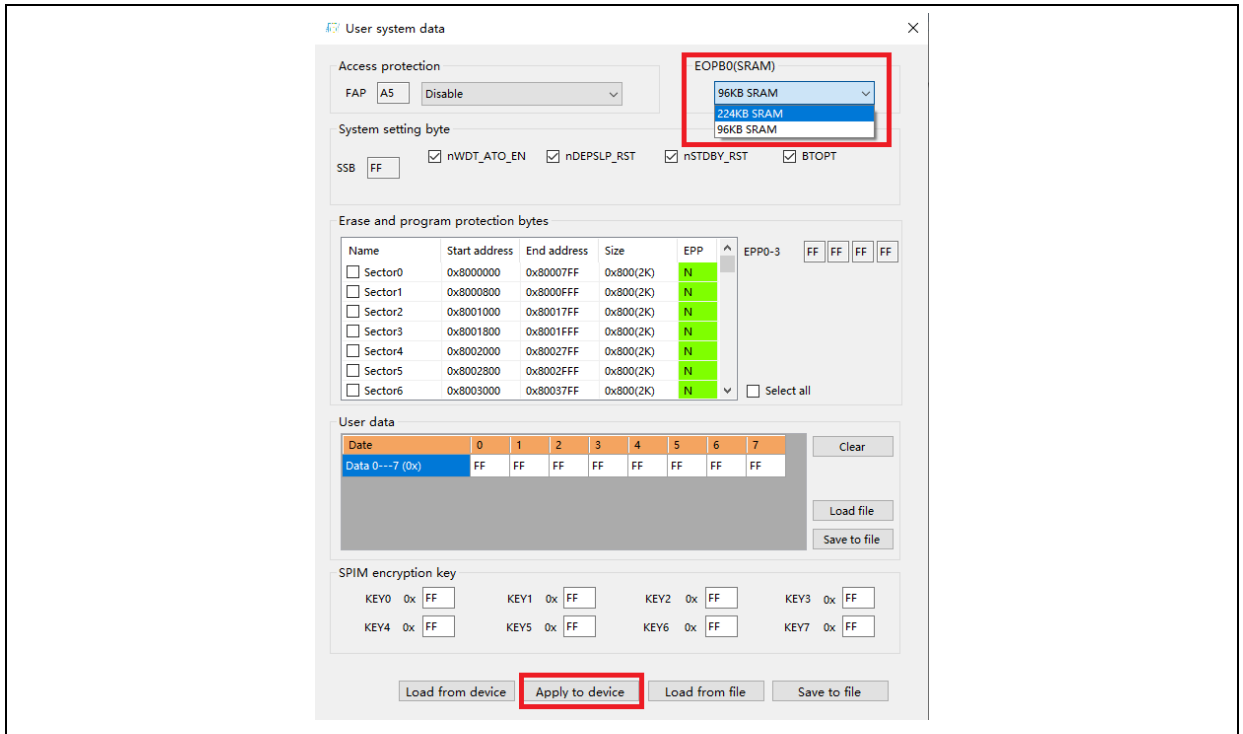 User system data
Access protection
EOPB0(SRAM)
FAP A5 Disable
96KB SRAM
224KB SRAM
96KB SRAM
System setting byte
SSB FF nWDT_ATO_EN nDEPSLP_RST nSTDBY_RST BTOPT
Erase and program protection bytes
Name Start address End address Size EPP EPP0-3 FF FF FF FF
Sector0 0x8000000 0x80007FF 0x800(2K) N
Sector1 0x8000800 0x8000FFF 0x800(2K) N
Sector2 0x8001000 0x80017FF 0x800(2K) N
Sector3 0x8001800 0x8001FFF 0x800(2K) N
Sector4 0x8002000 0x80027FF 0x800(2K) N
Sector5 0x8002800 0x8002FFF 0x800(2K) N
Sector6 0x8003000 0x80037FF 0x800(2K) N Select all
User data
Date 0 1 2 3 4 5 6 7 Clear
Data 0---7 (0x) FF FF FF FF FF FF FF FF
Load file
Save to file
SPIM encryption key
KEY0 0x FF KEY1 0x FF KEY2 0x FF KEY3 0x FF
KEY4 0x FF KEY5 0x FF KEY6 0x FF KEY7 0x FF
Load from device Apply to device Load from file Save to file